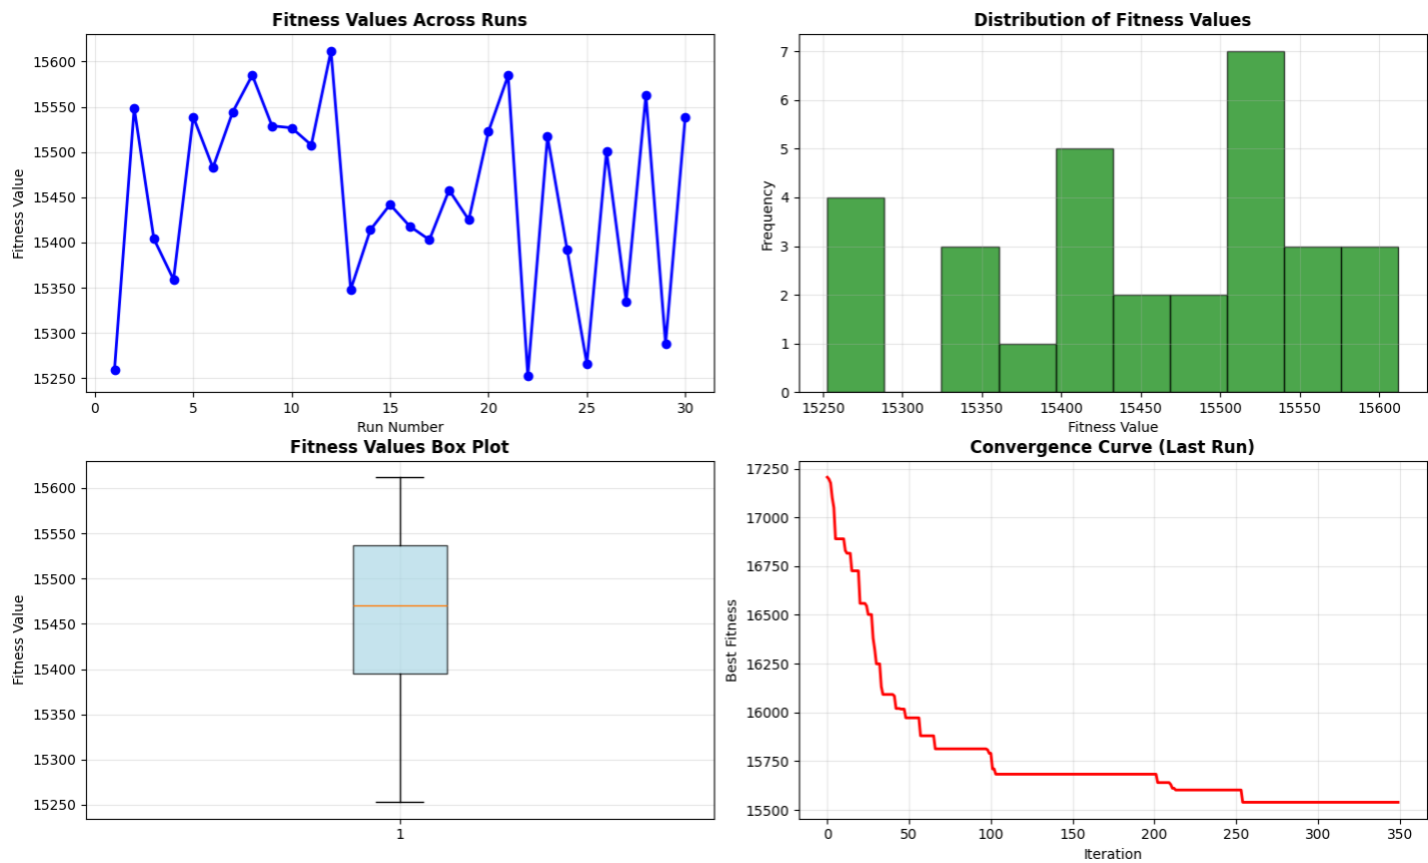 Fitness Values Across Runs
Fitness Value
15600
15550
15500
15450
15400
15350
15300
15250
0 5 10 15 20 25 30
Run Number
Distribution of Fitness Values
Frequency
7
6
5
4
3
2
1
0
15250 15300 15350 15400 15450 15500 15550 15600
Fitness Value
Fitness Values Box Plot
Fitness Value
15600
15550
15500
15450
15400
15350
15300
15250
1
Convergence Curve (Last Run)
Best Fitness
17250
17000
16750
16500
16250
16000
15750
15500
0 50 100 150 200 250 300 350
Iteration